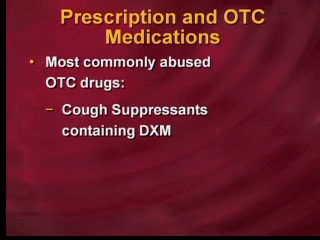 Prescription and OTC
Medications
• Most commonly abused
OTC drugs:
– Cough Suppressants
containing DXM